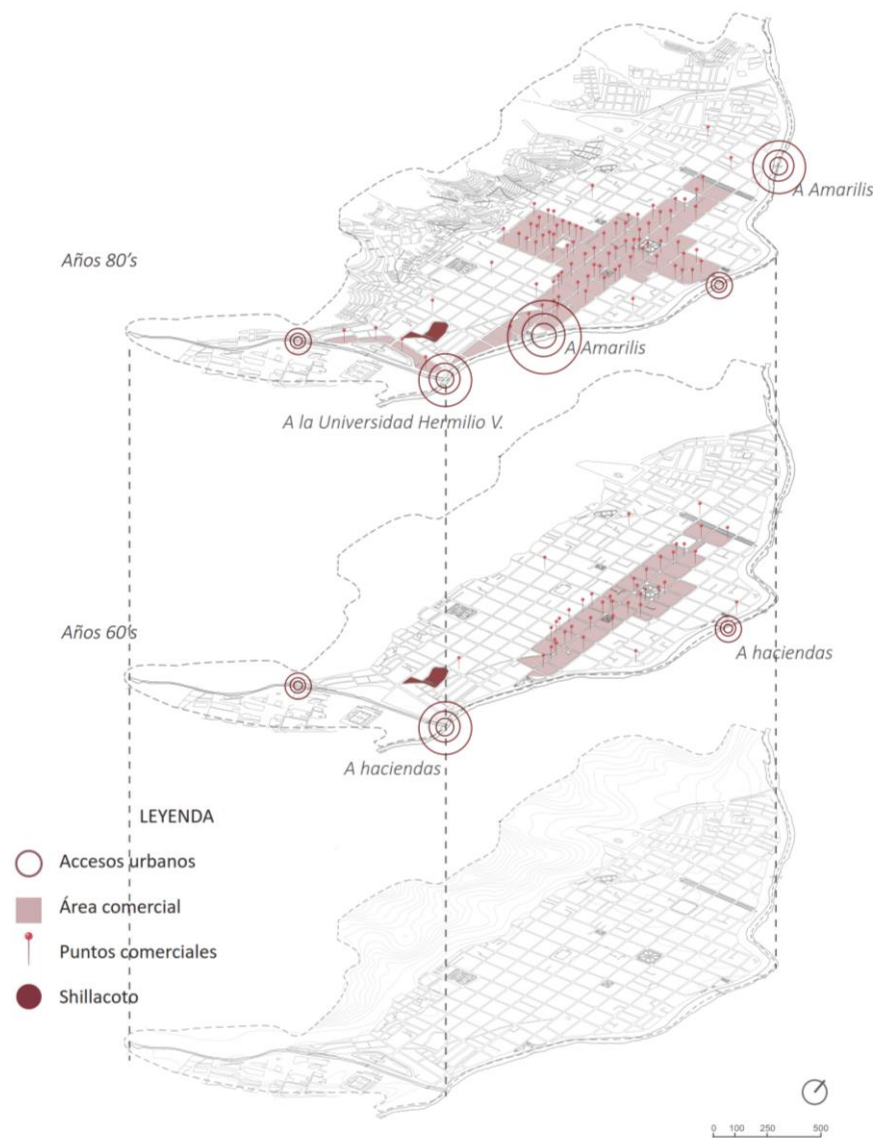 A Amarilis
Años 80's
A Amarilis
A la Universidad Hermilio V.
Años 60's
A haciendas
A haciendas
LEYENDA
Accesos urbanos
Área comercial
Puntos comerciales
Shillacoto
0 100 250 500